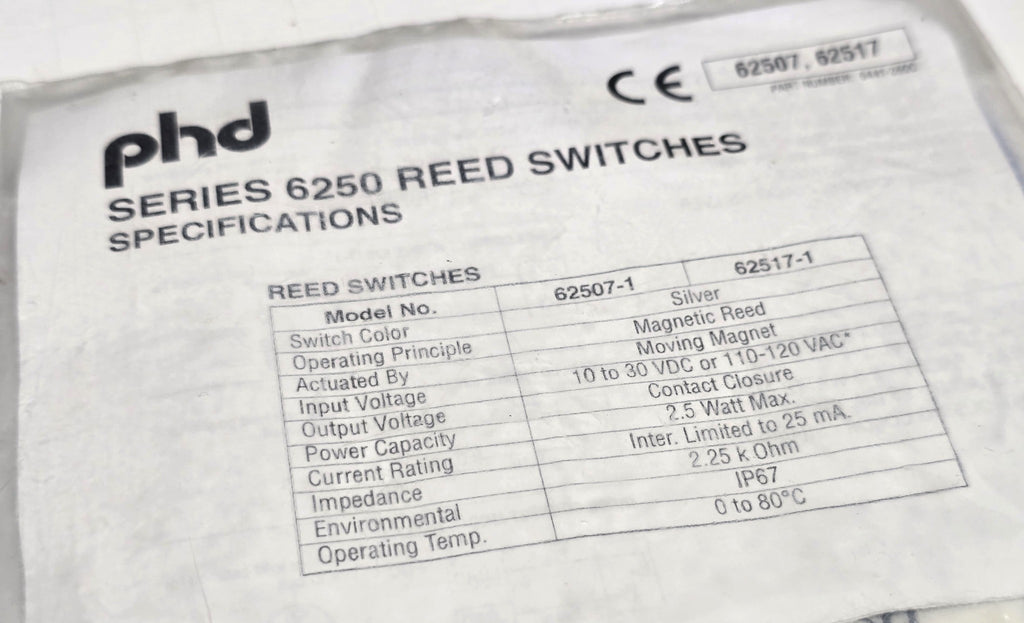 phd
CE
62507, 62517
PART NUMBER:
SERIES 6250 REED SWITCHES
SPECIFICATIONS
REED SWITCHES
Model No. 62507-1 62517-1
Switch Color Silver
Operating Principle Magnetic Reed
Actuated By Moving Magnet
Input Voltage 10 to 30 VDC or 110-120 VAC*
Output Voltage Contact Closure
Power Capacity 2.5 Watt Max.
Current Rating Inter. Limited to 25 mA.
Impedance 2.25 k Ohm
Environmental IP67
Operating Temp. 0 to 80°C